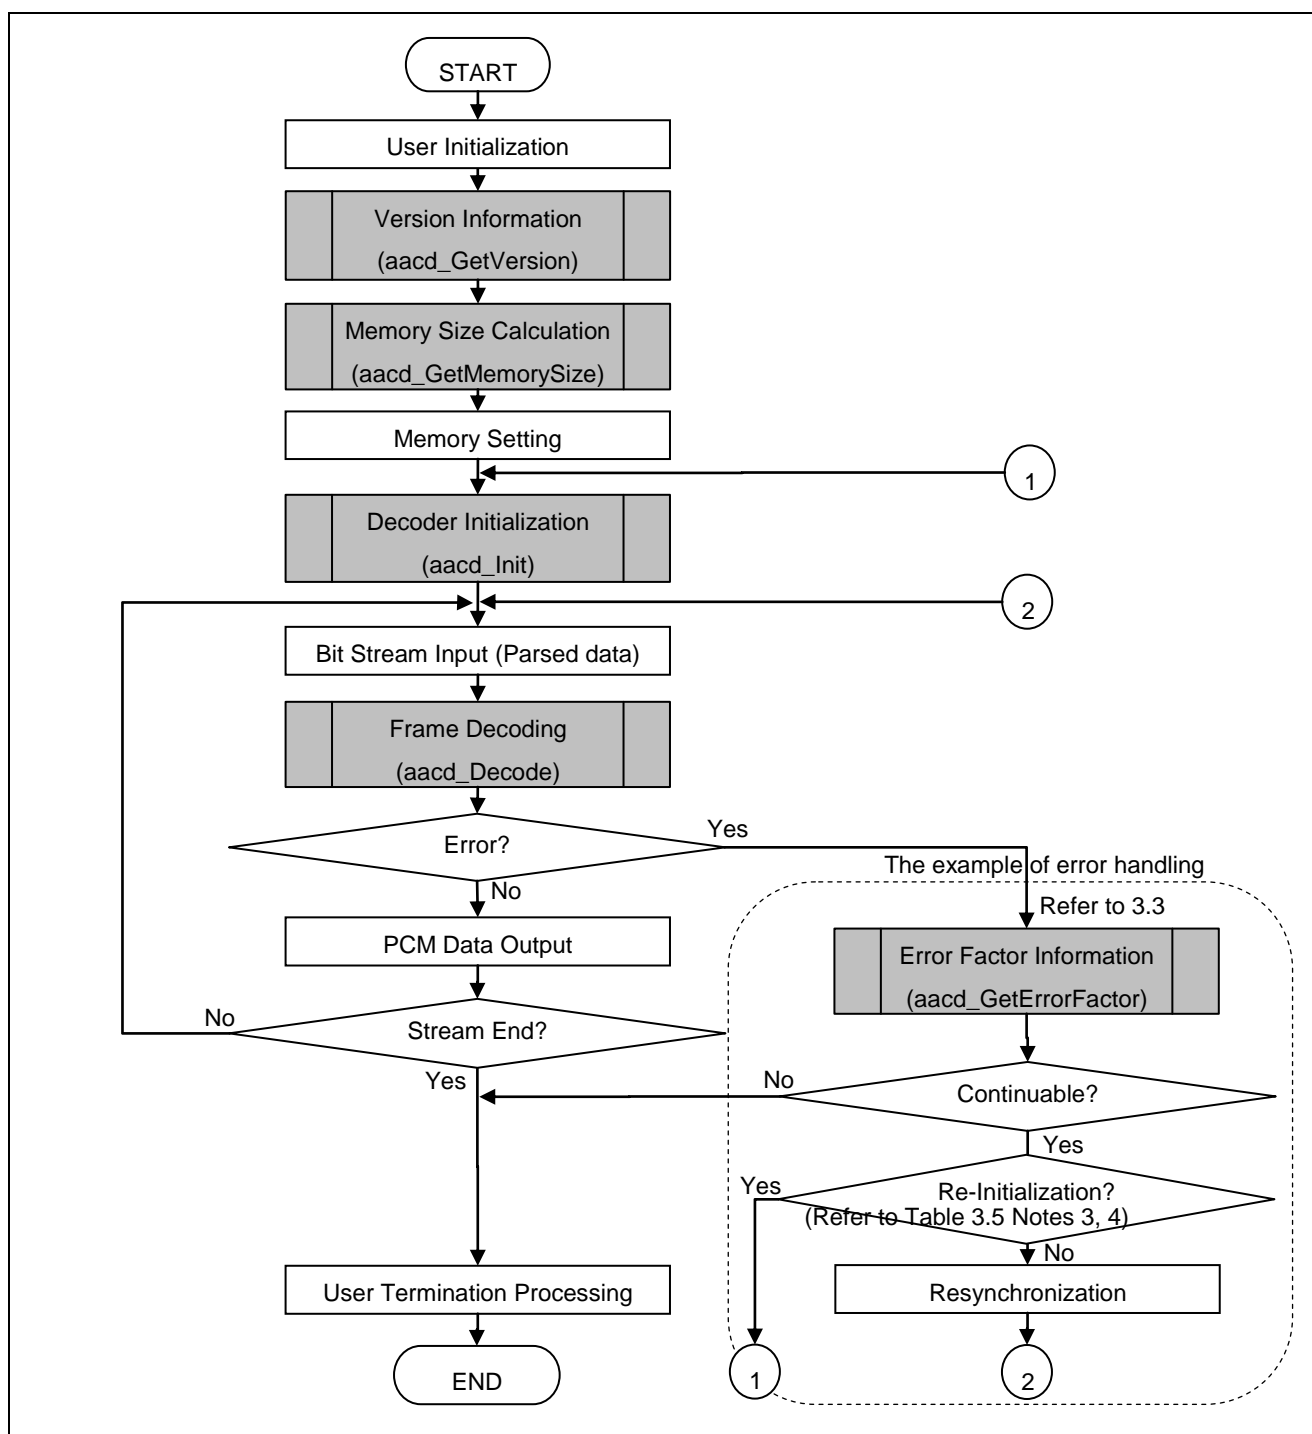 START
User Initialization
Version Information
(aacd_GetVersion)
Memory Size Calculation
(aacd_GetMemorySize)
Memory Setting
1
Decoder Initialization
(aacd_Init)
2
Bit Stream Input (Parsed data)
Frame Decoding
(aacd_Decode)
Error?
Yes
No
The example of error handling
Refer to 3.3
PCM Data Output
Error Factor Information
(aacd_GetErrorFactor)
No
Stream End?
Yes
No
Continuable?
Yes
Yes
Re-Initialization?
(Refer to Table 3.5 Notes 3, 4)
No
User Termination Processing
Resynchronization
END
1
2